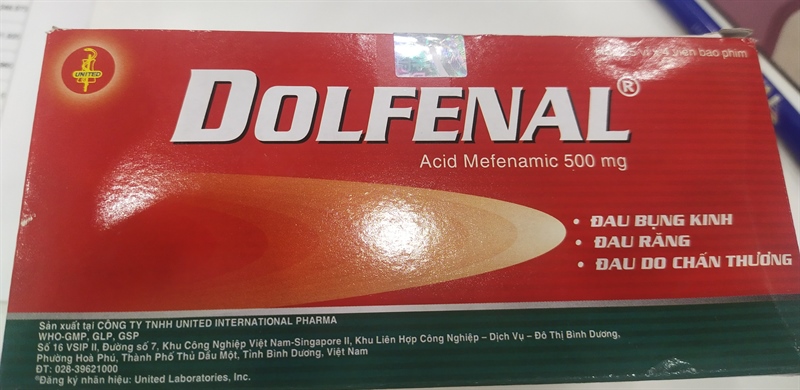 UNITED
viên bao phim
DOLFENAL®
Acid Mefenamic 500 mg
• ĐAU BỤNG KINH
• ĐAU RĂNG
• ĐAU DO CHẤN THƯƠNG
Sản xuất tại CÔNG TY TNHH UNITED INTERNATIONAL PHARMA
WHO-GMP, GLP, GSP
Số 16 VSIP II, Đường số 7, Khu Công Nghiệp Việt Nam-Singapore II, Khu Liên Hợp Công Nghiệp – Dịch Vụ – Đô Thị Bình Dương,
Phường Hoà Phú, Thành Phố Thủ Dầu Một, Tỉnh Bình Dương, Việt Nam
ĐT: 028-39621000
®Đăng ký nhãn hiệu: United Laboratories, Inc.